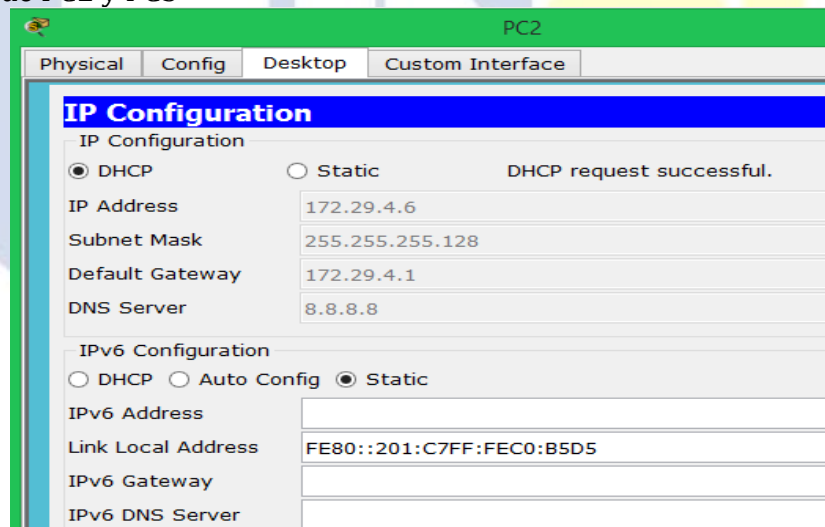 y PC3
PC2
Physical Config Desktop Custom Interface
IP Configuration
IP Configuration
DHCP Static DHCP request successful.
IP Address 172.29.4.6
Subnet Mask 255.255.255.128
Default Gateway 172.29.4.1
DNS Server 8.8.8.8
IPv6 Configuration
DHCP Auto Config Static
IPv6 Address
Link Local Address FE80::201:C7FF:FEC0:B5D5
IPv6 Gateway
IPv6 DNS Server